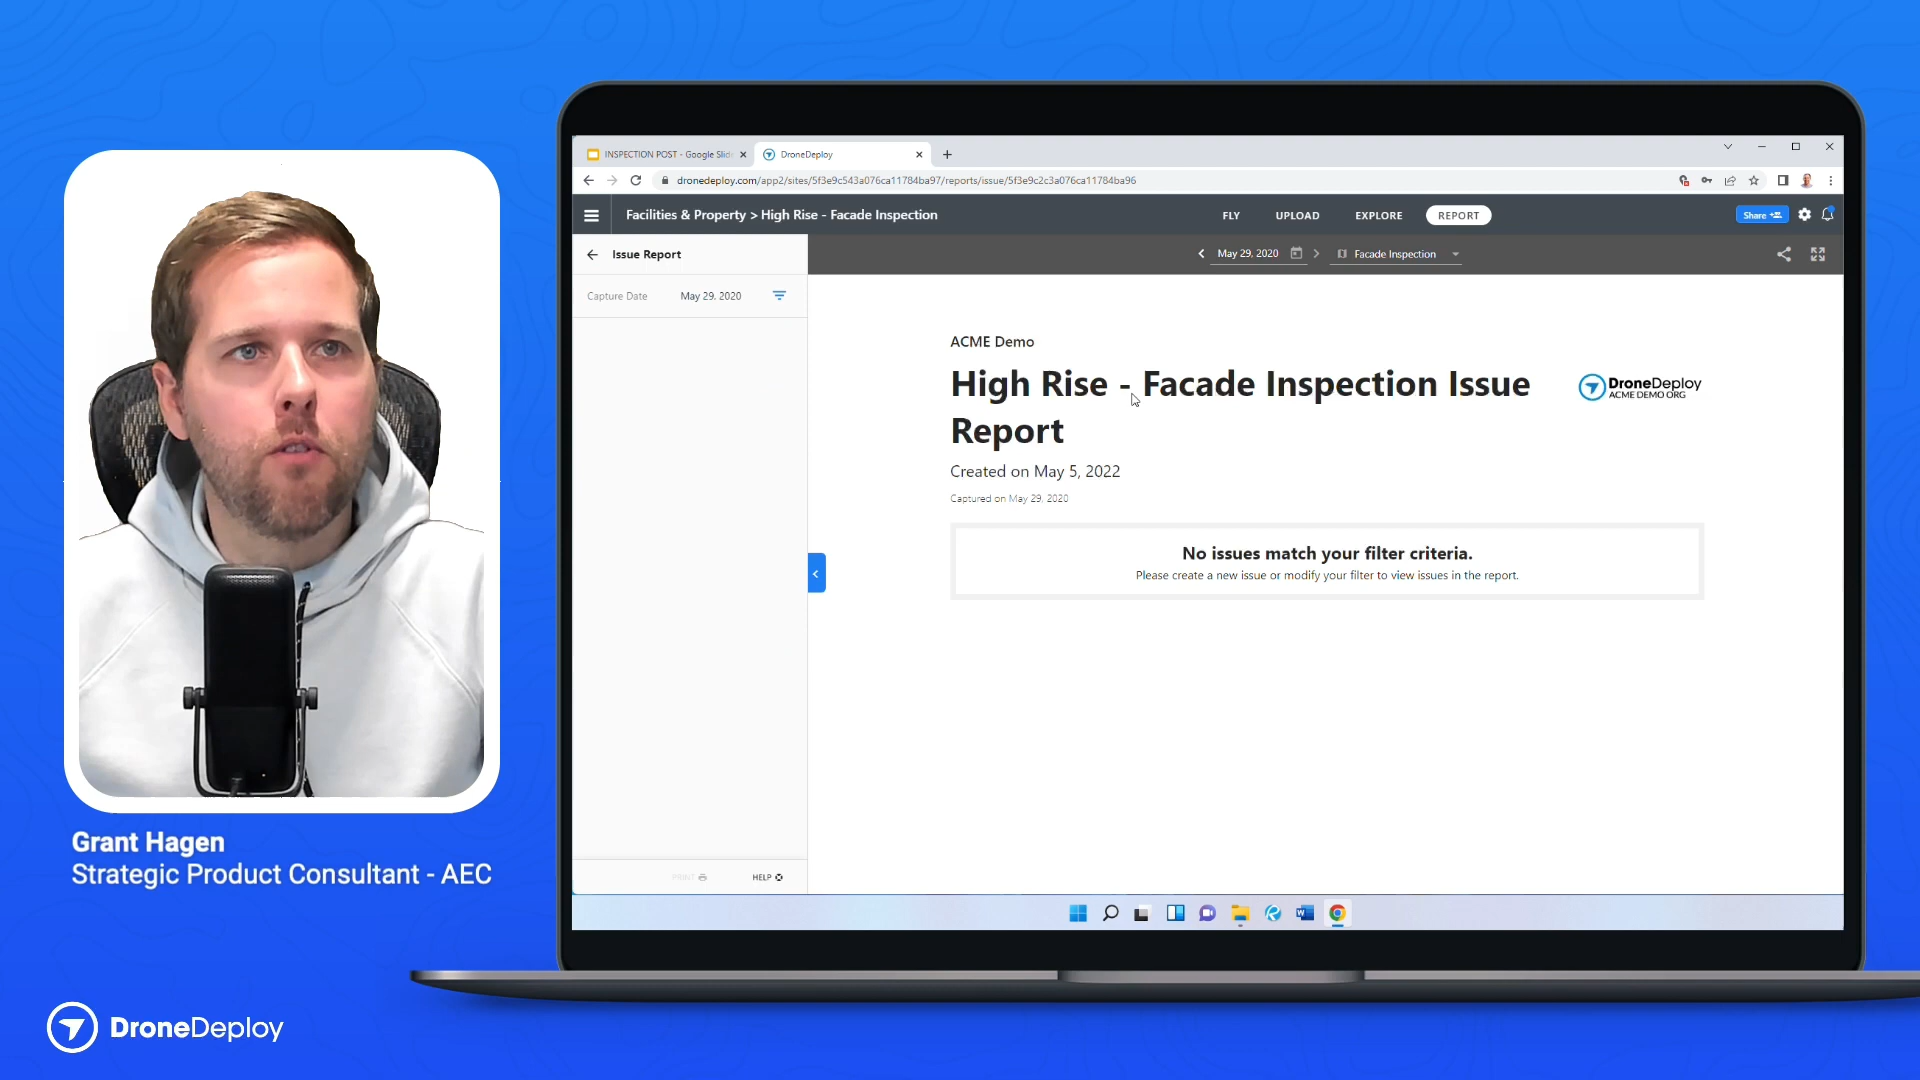 INSPECTION POST - Google Slid
DroneDeploy
dronedeploy.com/app2/sites/5f3e9c543a076ca11784ba97/reports/issue/5f3e9c2c3a076ca11784ba96
Facilities & Property > High Rise - Facade Inspection
FLY
UPLOAD
EXPLORE
REPORT
Share
Issue Report
May 29, 2020
Facade Inspection
Capture Date
May 29, 2020
ACME Demo
High Rise - Facade Inspection Issue
Report
DroneDeploy
ACME DEMO ORG
Created on May 5, 2022
Captured on May 29, 2020
No issues match your filter criteria.
Please create a new issue or modify your filter to view issues in the report.
PRINT
HELP
Grant Hagen
Strategic Product Consultant - AEC
DroneDeploy